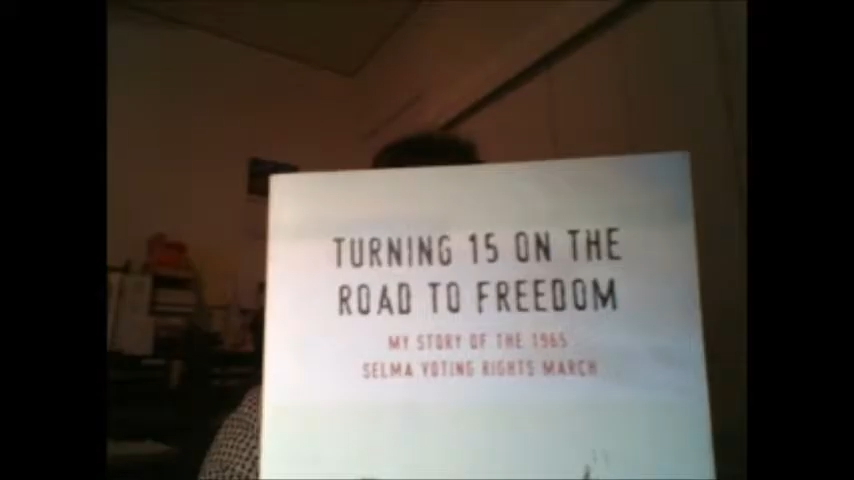 TURNING 15 ON THE
ROAD TO FREEDOM
MY STORY OF THE 1965
SELMA VOTING RIGHTS MARCH